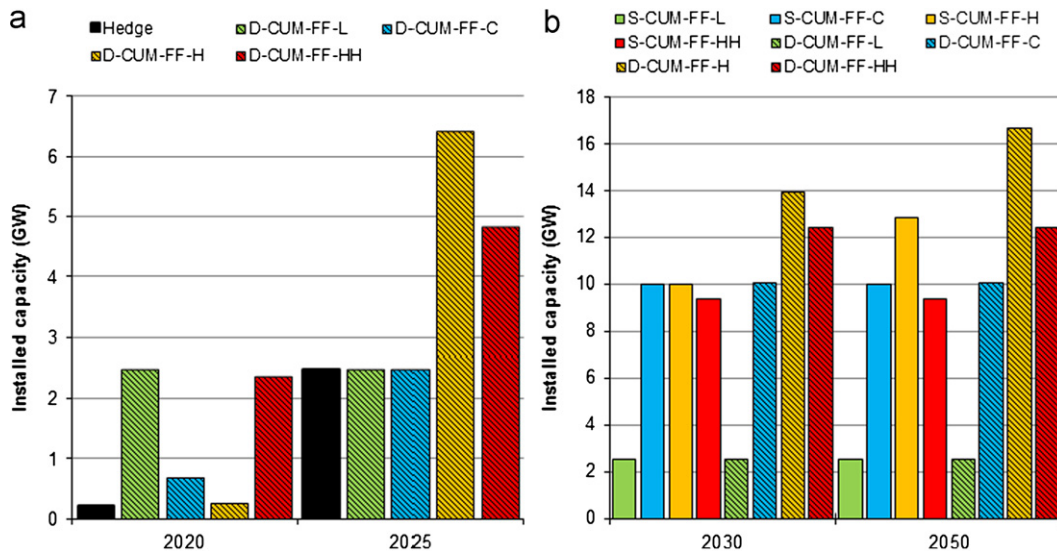 a
Hedge D-CUM-FF-L D-CUM-FF-C
D-CUM-FF-H D-CUM-FF-HH
Installed capacity (GW)
7
6
5
4
3
2
1
0
2020 2025
b
S-CUM-FF-L S-CUM-FF-C S-CUM-FF-H
S-CUM-FF-HH D-CUM-FF-L D-CUM-FF-C
D-CUM-FF-H D-CUM-FF-HH
Installed capacity (GW)
18
16
14
12
10
8
6
4
2
0
2030 2050